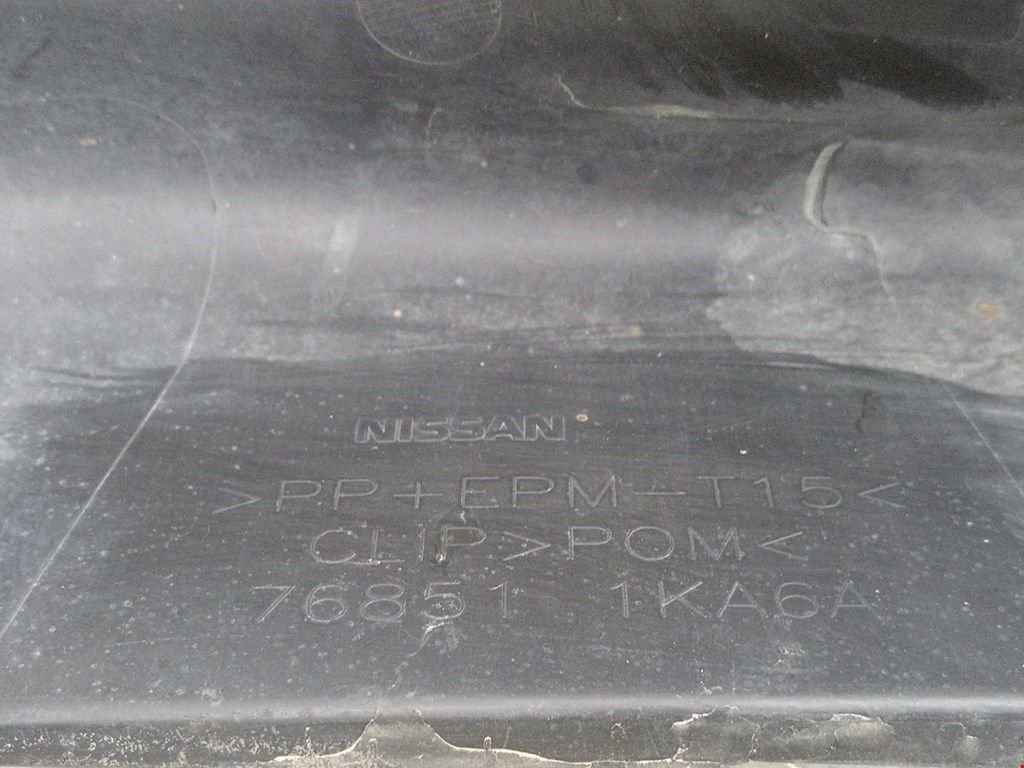 NISSAN
>PP+EPM-T15<
CLIP>POM<
76851 1KA6A